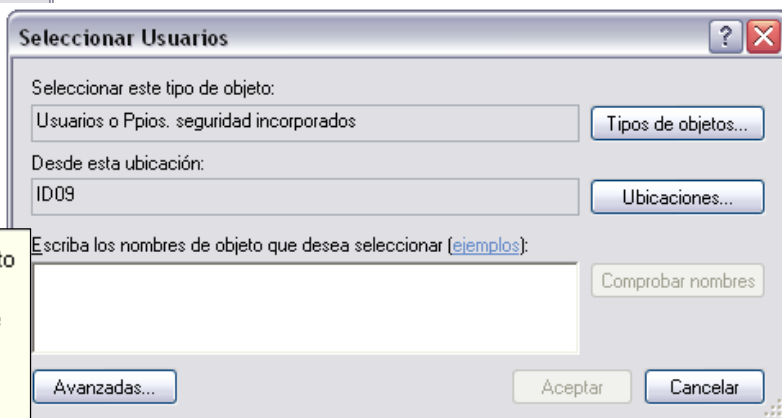 Seleccionar Usuarios
Seleccionar este tipo de objeto:
Usuarios o Ppios. seguridad incorporados
Tipos de objetos...
Desde esta ubicación:
ID09
Ubicaciones...
Escriba los nombres de objeto que desea seleccionar (ejemplos):
Comprobar nombres
Avanzadas...
Aceptar
Cancelar